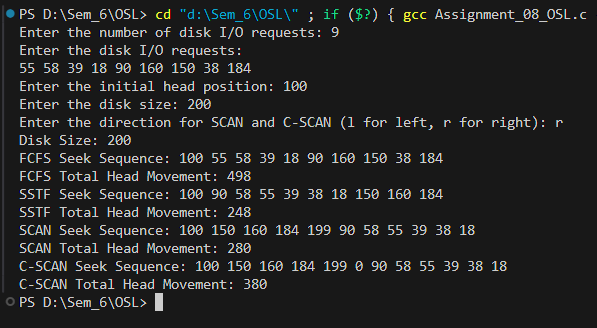 PS D:\Sem_6\OSL> cd "d:\Sem_6\OSL\" ; if ($?) { gcc Assignment_08_OSL.c
Enter the number of disk I/O requests: 9
Enter the disk I/O requests:
55 58 39 18 90 160 150 38 184
Enter the initial head position: 100
Enter the disk size: 200
Enter the direction for SCAN and C-SCAN (l for left, r for right): r
Disk Size: 200
FCFS Seek Sequence: 100 55 58 39 18 90 160 150 38 184
FCFS Total Head Movement: 498
SSTF Seek Sequence: 100 90 58 55 39 38 18 150 160 184
SSTF Total Head Movement: 248
SCAN Seek Sequence: 100 150 160 184 199 90 58 55 39 38 18
SCAN Total Head Movement: 280
C-SCAN Seek Sequence: 100 150 160 184 199 0 90 58 55 39 38 18
C-SCAN Total Head Movement: 380
PS D:\Sem_6\OSL>